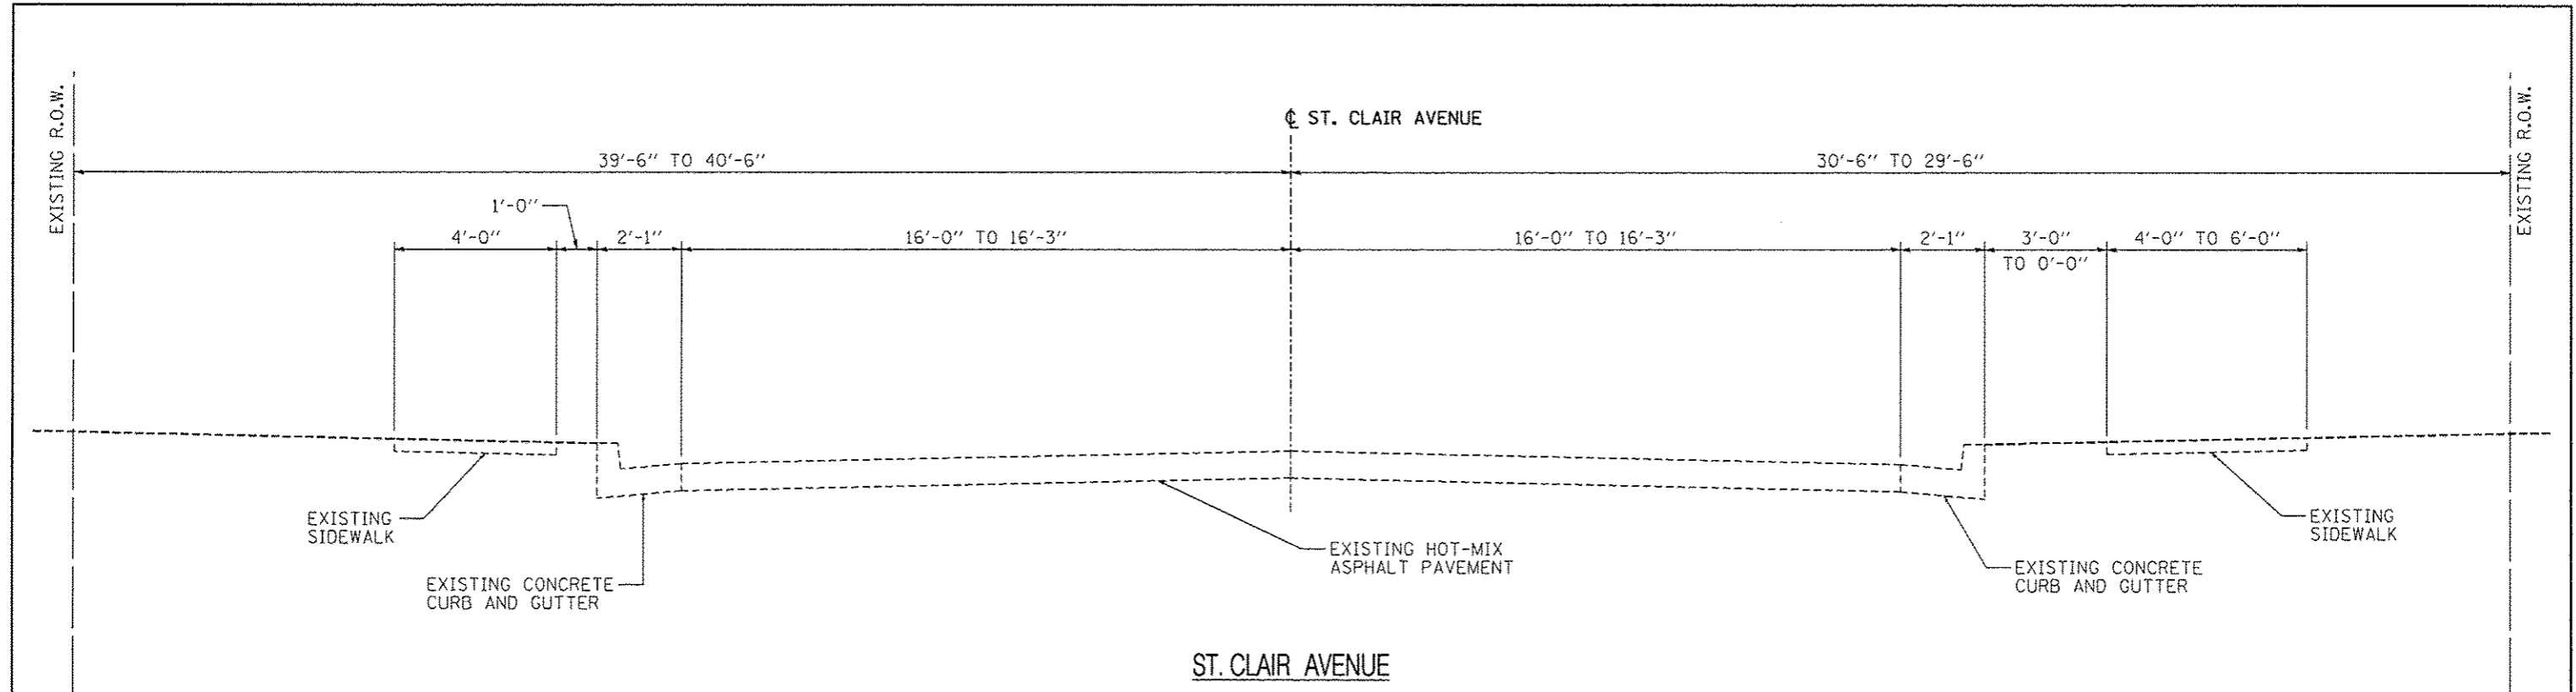 EXISTING R.O.W.
EXISTING R.O.W.
℄ ST. CLAIR AVENUE
39'-6" TO 40'-6"
30'-6" TO 29'-6"
1'-0"
4'-0"
2'-1"
16'-0" TO 16'-3"
16'-0" TO 16'-3"
2'-1"
3'-0"
TO 0'-0"
4'-0" TO 6'-0"
EXISTING
SIDEWALK
EXISTING CONCRETE
CURB AND GUTTER
EXISTING HOT-MIX
ASPHALT PAVEMENT
EXISTING CONCRETE
CURB AND GUTTER
EXISTING
SIDEWALK
ST. CLAIR AVENUE